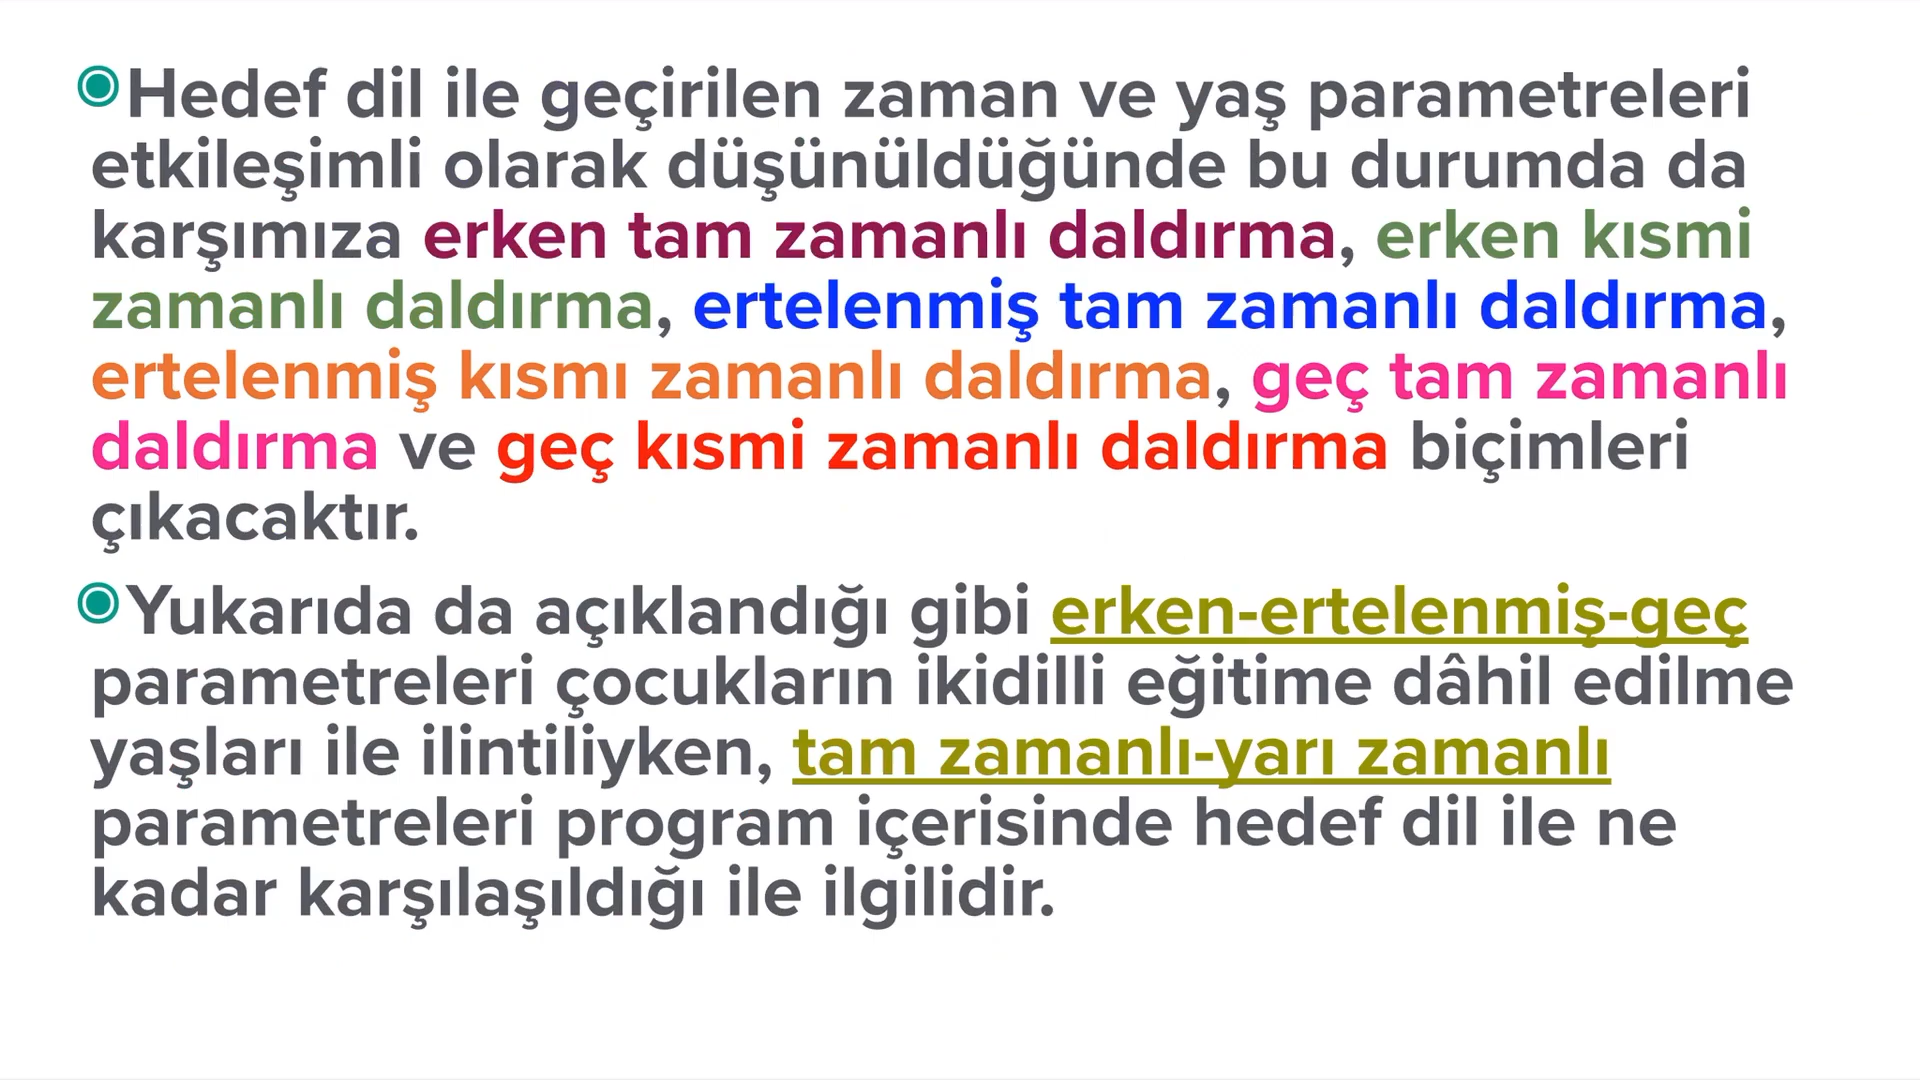 Hedef dil ile geçirilen zaman ve yaş parametreleri
etkileşimli olarak düşünüldüğünde bu durumda da
karşımıza erken tam zamanlı daldırma, erken kısmi
zamanlı daldırma, ertelenmiş tam zamanlı daldırma,
ertelenmiş kısmı zamanlı daldırma, geç tam zamanlı
daldırma ve geç kısmi zamanlı daldırma biçimleri
çıkacaktır.
Yukarıda da açıklandığı gibi erken-ertelenmiş-geç
parametreleri çocukların ikidilli eğitime dâhil edilme
yaşları ile ilintiliyken, tam zamanlı-yarı zamanlı
parametreleri program içerisinde hedef dil ile ne
kadar karşılaşıldığı ile ilgilidir.